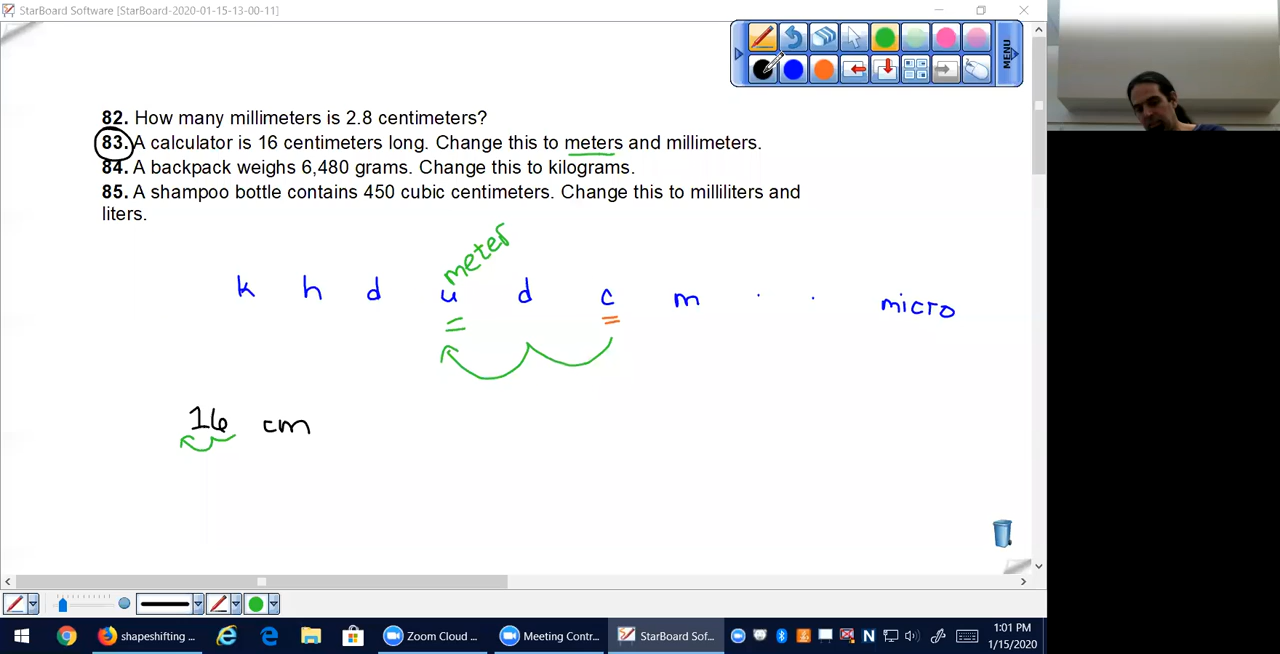 StarBoard Software [StarBoard-2020-01-15-13-00-11]
MENU
82. How many millimeters is 2.8 centimeters?
83. A calculator is 16 centimeters long. Change this to meters and millimeters.
84. A backpack weighs 6,480 grams. Change this to kilograms.
85. A shampoo bottle contains 450 cubic centimeters. Change this to milliliters and
liters.
meter
k h d u d c m . . micro
16 cm
shapeshifting ... Zoom Cloud ... Meeting Contr... StarBoard Sof... N 1:01 PM
1/15/2020